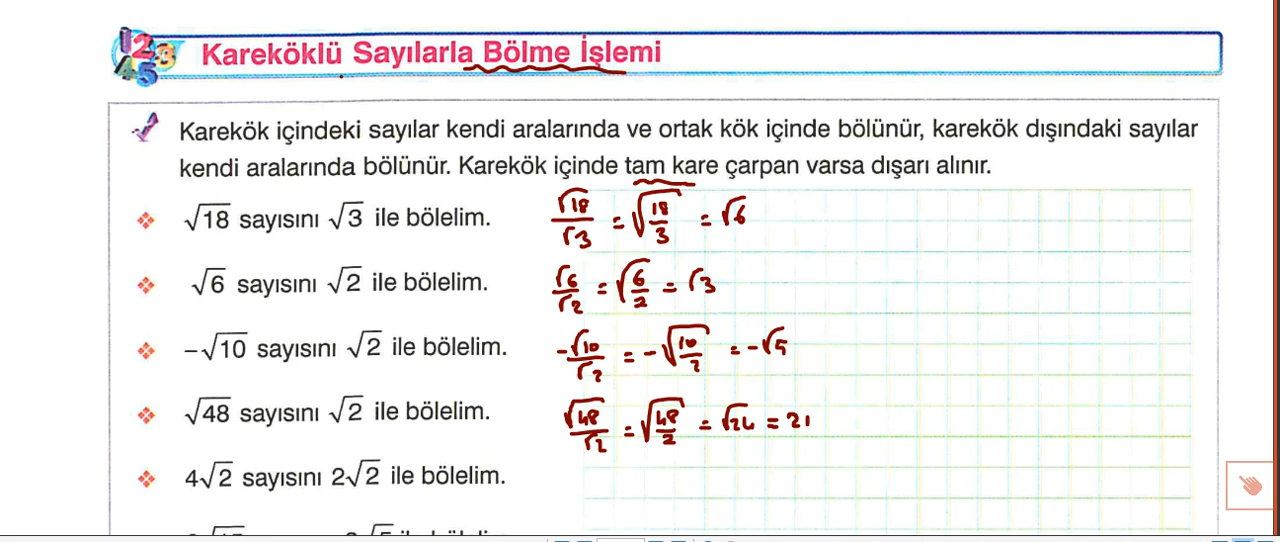 Kareköklü Sayılarla Bölme İşlemi
Karekök içindeki sayılar kendi aralarında ve ortak kök içinde bölünür, karekök dışındaki sayılar
kendi aralarında bölünür. Karekök içinde tam kare çarpan varsa dışarı alınır.
√18 sayısını √3 ile bölelim. √18/√3 = √(18/3) = √6
√6 sayısını √2 ile bölelim. √6/√2 = √(6/2) = √3
-√10 sayısını √2 ile bölelim. -√10/√2 = -√(10/2) = -√5
√48 sayısını √2 ile bölelim. √48/√2 = √(48/2) = √24 = 2
4√2 sayısını 2√2 ile bölelim.